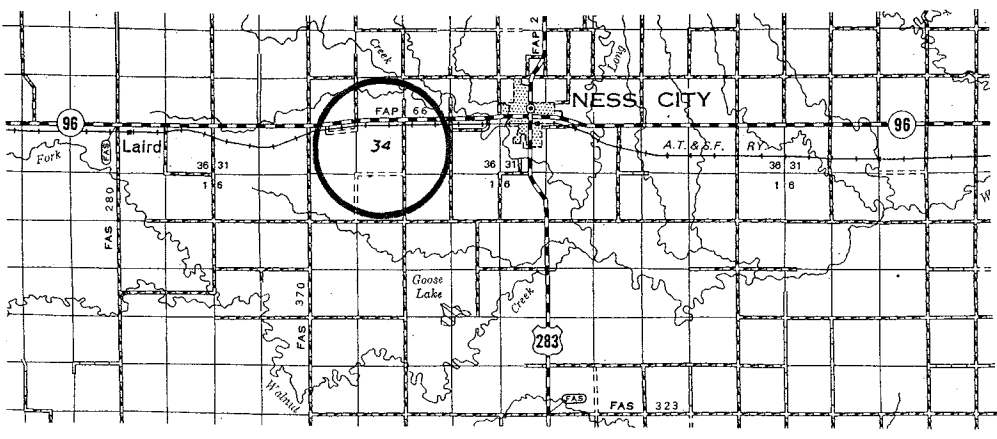 FAP 2
Creek
Long
NESS CITY
FAP 66
96
96
Fork
FAS
Laird
34
A.T. & S.F. RY.
36 31
36 31
36 31
1 6
1 6
1 6
FAS 280
Goose
Lake
FAS 370
Creek
283
Walnut
FAS
FAS 323